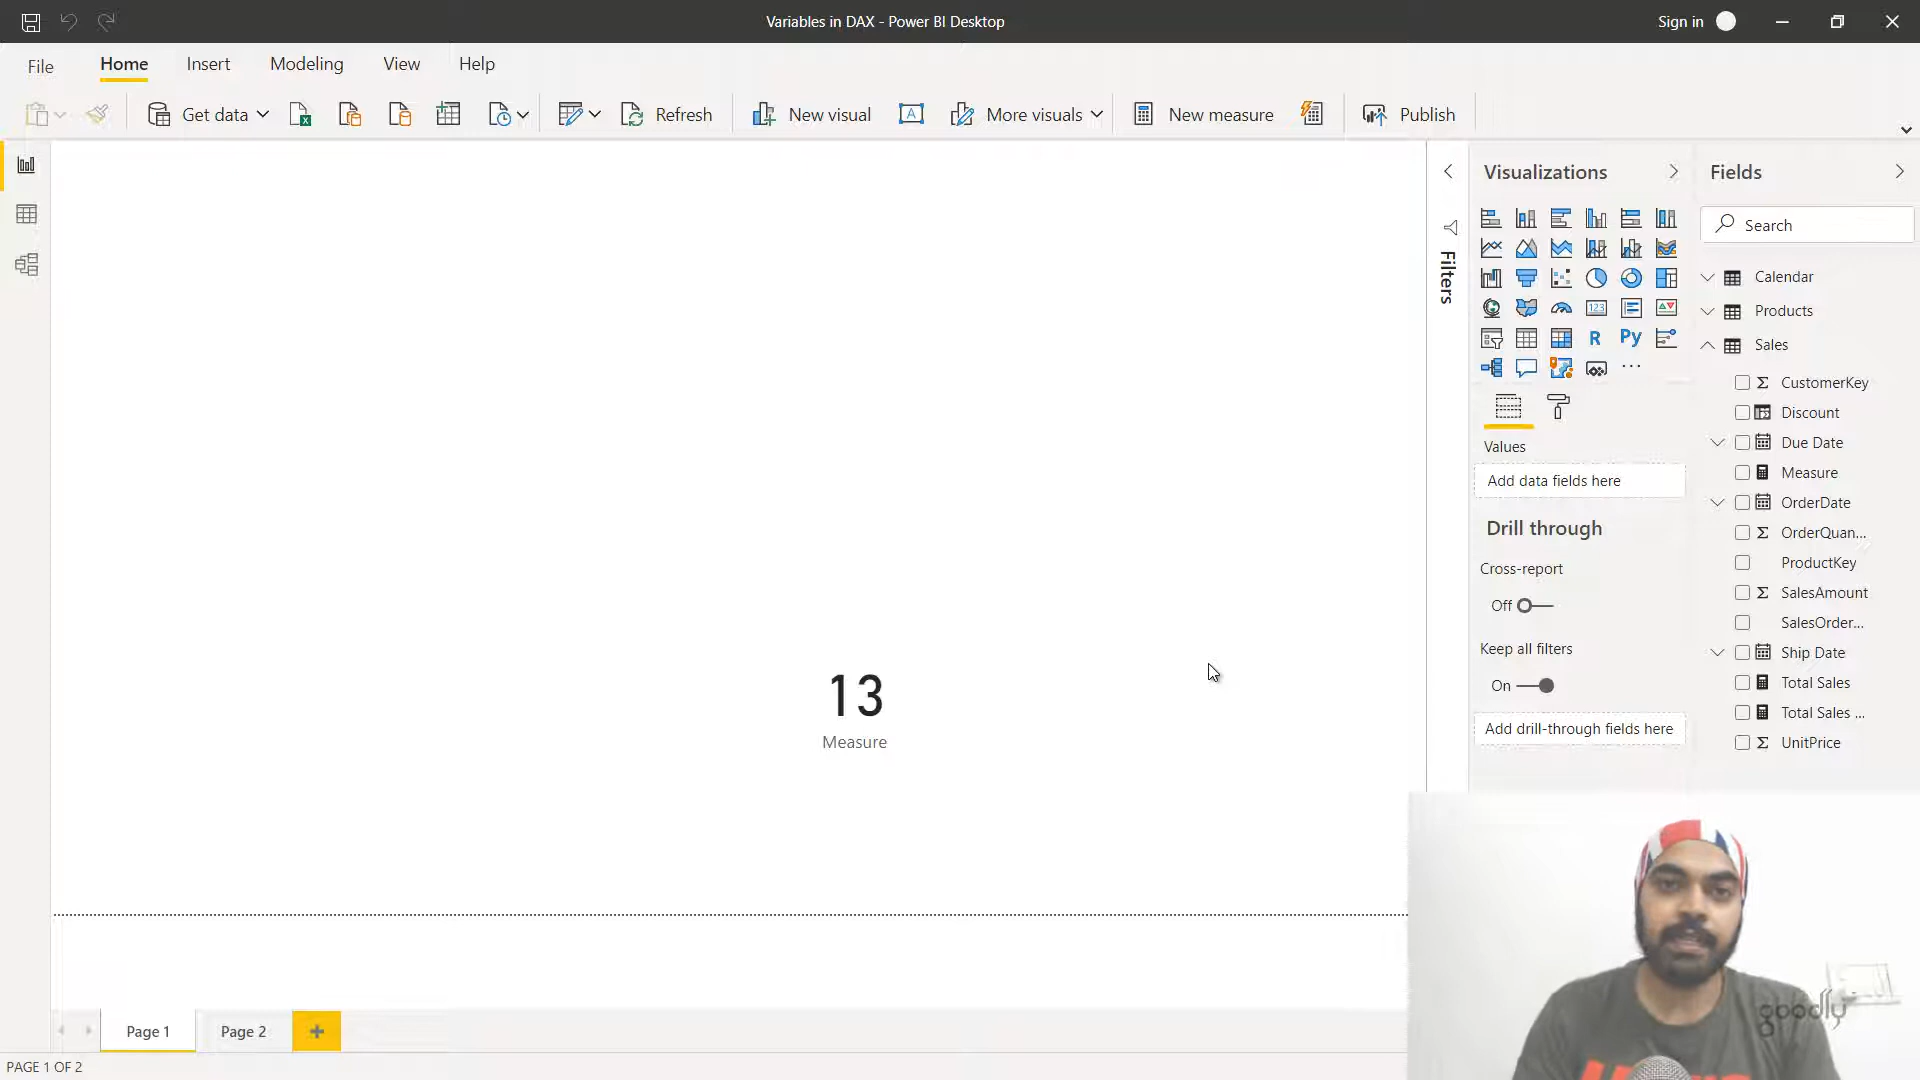 Variables in DAX - Power BI Desktop
Sign in
File
Home
Insert
Modeling
View
Help
Get data
Refresh
New visual
More visuals
New measure
Publish
Filters
Visualizations
R
Py
123
A
Values
Add data fields here
Drill through
Cross-report
Off
Keep all filters
On
Add drill-through fields here
Fields
Search
Calendar
Products
Sales
CustomerKey
Discount
Due Date
Measure
OrderDate
OrderQuan...
ProductKey
SalesAmount
SalesOrder...
Ship Date
Total Sales
Total Sales ...
UnitPrice
13
Measure
goodly
Page 1
Page 2
PAGE 1 OF 2